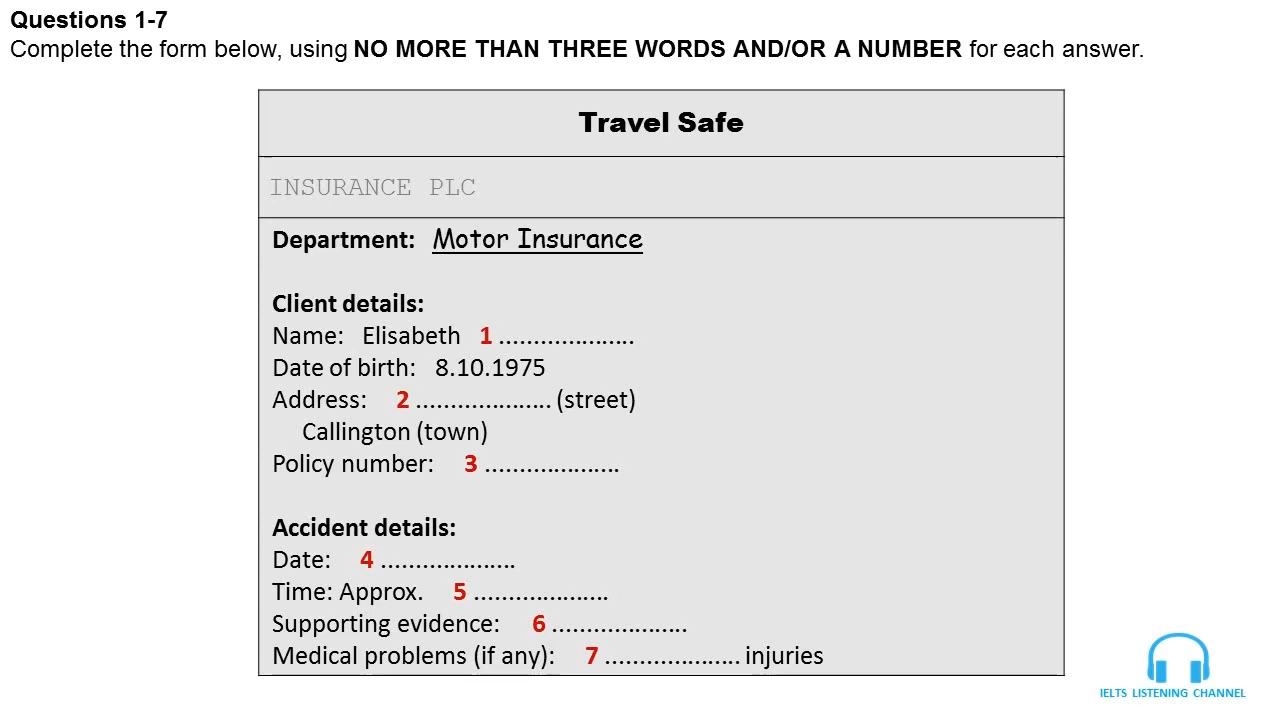 Questions 1-7
Complete the form below, using NO MORE THAN THREE WORDS AND/OR A NUMBER for each answer.
Travel Safe
INSURANCE PLC
Department: Motor Insurance
Client details:
Name: Elisabeth 1 ....................
Date of birth: 8.10.1975
Address: 2 .................... (street)
Callington (town)
Policy number: 3 ....................
Accident details:
Date: 4 ....................
Time: Approx. 5 ....................
Supporting evidence: 6 ....................
Medical problems (if any): 7 .................... injuries
IELTS LISTENING CHANNEL